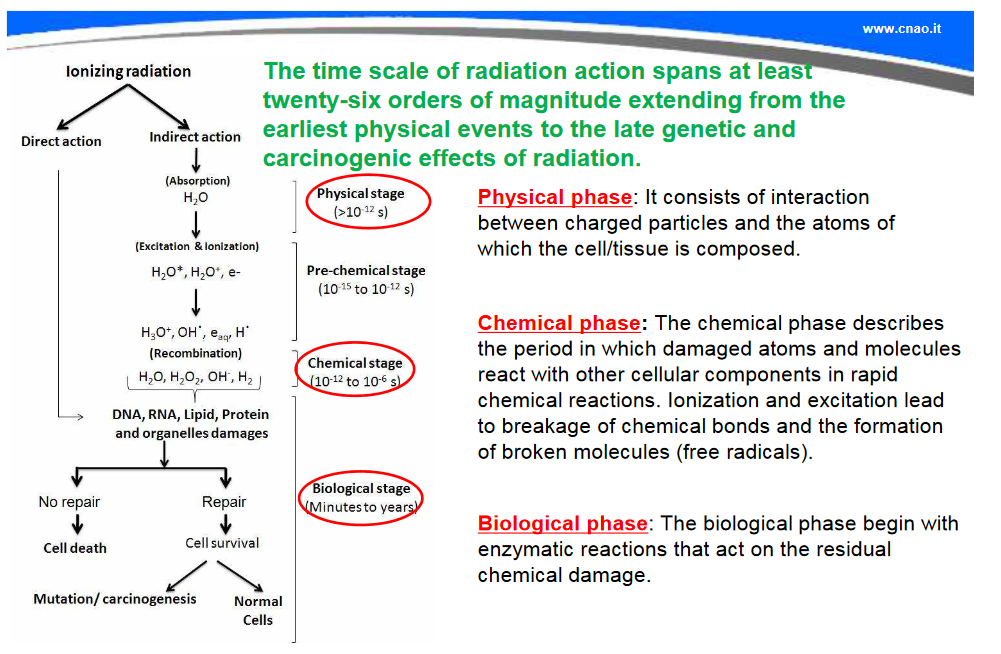 www.cnao.it
The time scale of radiation action spans at least
twenty-six orders of magnitude extending from the
earliest physical events to the late genetic and
carcinogenic effects of radiation.
Ionizing radiation
Direct action
Indirect action
(Absorption)
H₂O
(Excitation & Ionization)
H₂O*, H₂O⁺, e-
H₃O⁺, OH˙, e_aq, H˙
(Recombination)
H₂O, H₂O₂, OH⁻, H₂
DNA, RNA, Lipid, Protein
and organelles damages
No repair
Repair
Cell death
Cell survival
Mutation/ carcinogenesis
Normal
Cells
Physical stage
(>10⁻¹² s)
Pre-chemical stage
(10⁻¹⁵ to 10⁻¹² s)
Chemical stage
(10⁻¹² to 10⁻⁶ s)
Biological stage
(Minutes to years)
Physical phase: It consists of interaction
between charged particles and the atoms of
which the cell/tissue is composed.
Chemical phase: The chemical phase describes
the period in which damaged atoms and molecules
react with other cellular components in rapid
chemical reactions. Ionization and excitation lead
to breakage of chemical bonds and the formation
of broken molecules (free radicals).
Biological phase: The biological phase begin with
enzymatic reactions that act on the residual
chemical damage.